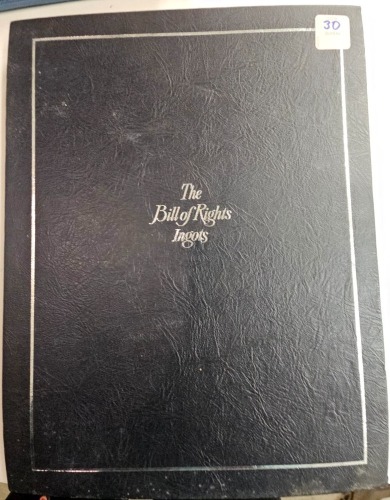 30
The
Bill of Rights
Ingots